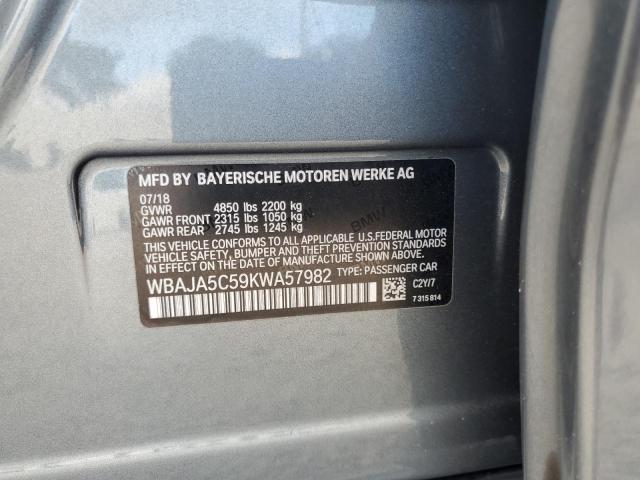 MFD BY BAYERISCHE MOTOREN WERKE AG
07/18
GVWR 4850 lbs 2200 kg
GAWR FRONT 2315 lbs 1050 kg
GAWR REAR 2745 lbs 1245 kg
THIS VEHICLE CONFORMS TO ALL APPLICABLE U.S.FEDERAL MOTOR
VEHICLE SAFETY, BUMPER AND THEFT PREVENTION STANDARDS
IN EFFECT ON THE DATE OF MANUFACTURE SHOWN ABOVE.
WBAJA5C59KWA57982 TYPE: PASSENGER CAR
C2Y/7
7 315 814